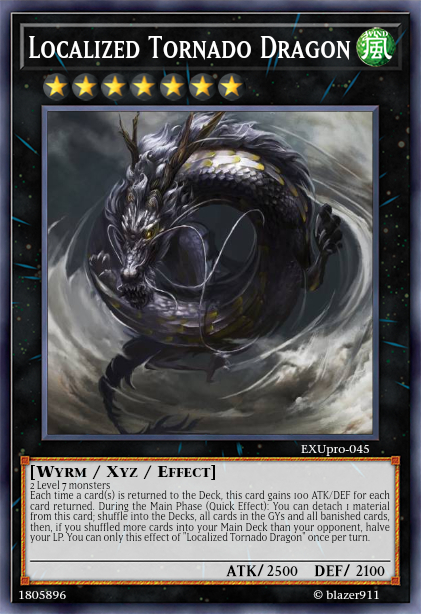 Localized Tornado Dragon
WIND
風
EXUpro-045
[Wyrm / Xyz / Effect]
2 Level 7 monsters
Each time a card(s) is returned to the Deck, this card gains 100 ATK/DEF for each
card returned. During the Main Phase (Quick Effect): You can detach 1 material
from this card; shuffle into the Decks, all cards in the GYs and all banished cards,
then, if you shuffled more cards into your Main Deck than your opponent, halve
your LP. You can only this effect of "Localized Tornado Dragon" once per turn.
ATK/ 2500 DEF/ 2100
1805896 © blazer911